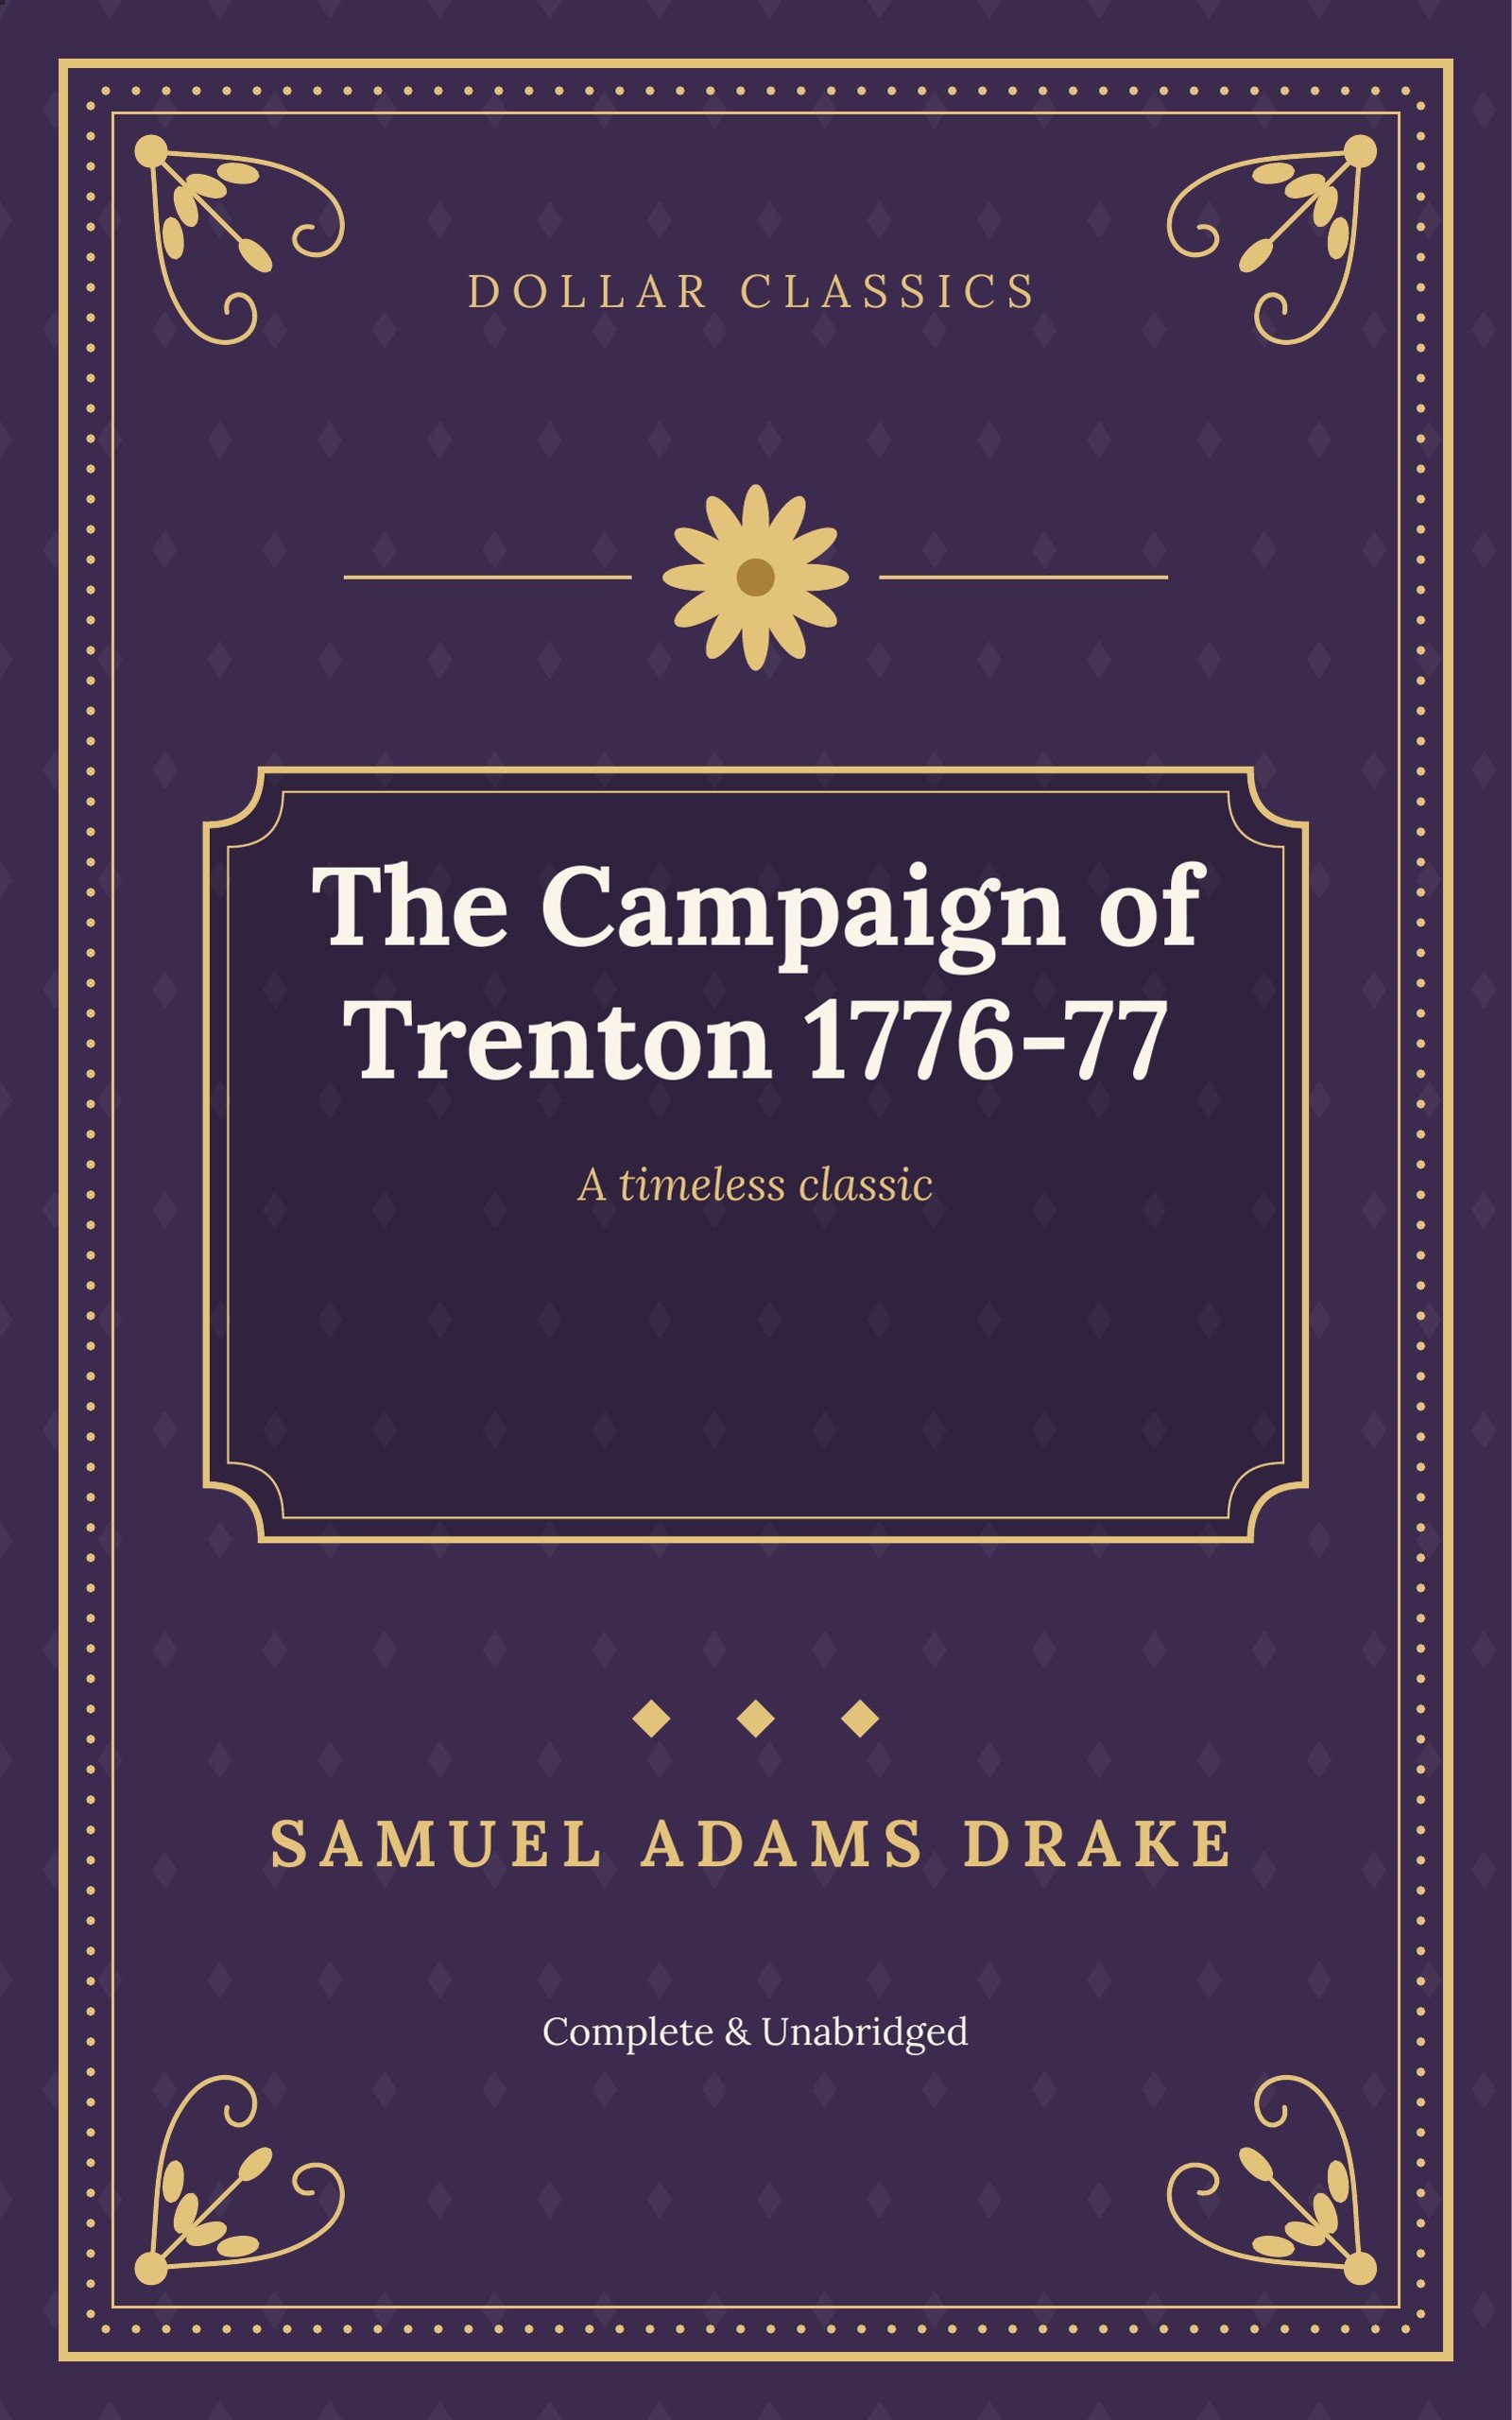 DOLLAR CLASSICS
The Campaign of
Trenton 1776-77
A timeless classic
SAMUEL ADAMS DRAKE
Complete & Unabridged